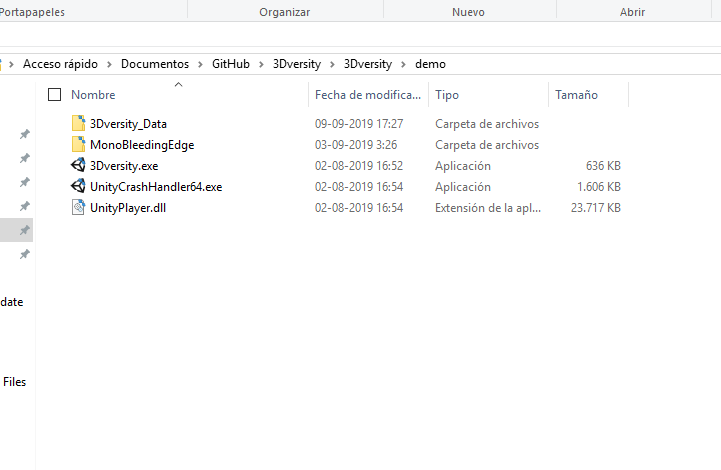 Portapapeles Organizar Nuevo Abrir
Acceso rápido > Documentos > GitHub > 3Dversity > 3Dversity > demo
Nombre Fecha de modifica... Tipo Tamaño
3Dversity_Data 09-09-2019 17:27 Carpeta de archivos
MonoBleedingEdge 03-09-2019 3:26 Carpeta de archivos
3Dversity.exe 02-08-2019 16:52 Aplicación 636 KB
UnityCrashHandler64.exe 02-08-2019 16:54 Aplicación 1.606 KB
UnityPlayer.dll 02-08-2019 16:54 Extensión de la apl... 23.717 KB
date
Files